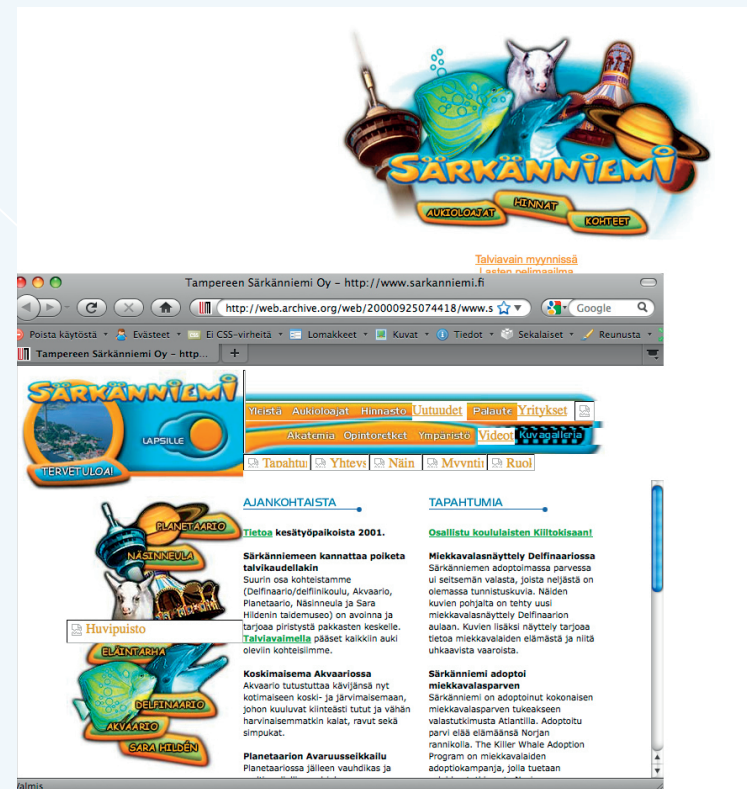 SÄRKÄNNIEMI
AUKIOLOAJAT
HINNAT
KOHTEET
Talviavain myynnissä
Lasten pelimaailma
Tampereen Särkänniemi Oy – http://www.sarkanniemi.fi
http://web.archive.org/web/20000925074418/www.s
Google
Poista käytöstä
Evästeet
Ei CSS-virheitä
Lomakkeet
Kuvat
Tiedot
Sekalaiset
Reunusta
Tampereen Särkänniemi Oy – http...
SÄRKÄNNIEMI
LAPSILLE
TERVETULOA!
Yleistä Aukioloajat Hinnasto Uutuudet Palaute Yritykset
Akatemia Opintoretket Ympäristö Videot Kuvagalleria
Tapahtu Yhteys Näin Myynti Ruol
PLANETAARIO
NÄSINNEULA
Huvipuisto
ELÄINTARHA
DELFINAARIO
AKVAARIO
SARA HILDÉN
AJANKOHTAISTA
Tietoa kesätyöpaikoista 2001.
Särkänniemeen kannattaa poiketa
talvikaudellakin
Suurin osa kohteistamme
(Delfinaario/delfiinikoulu, Akvaario,
Planetaario, Näsinneula ja Sara
Hildenin taidemuseo) on avoinna ja
tarjoaa piristystä pakkasten keskelle.
Talviavaimella pääset kaikkiin auki
oleviin kohteisiimme.
Koskimaisema Akvaariossa
Akvaario tutustuttaa kävijänsä nyt
kotimaiseen koski- ja järvimaisemaan,
johon kuuluvat kiinteästi tutut ja vähän
harvinaisemmatkin kalat, ravut sekä
simpukat.
Planetaarion Avaruusseikkailu
Planetaariossa jälleen vauhdikas ja
TAPAHTUMIA
Osallistu koululaisten Kiiltokisaan!
Miekkavalasnäyttely Delfinaariossa
Särkänniemen adoptoimassa parvessa
ui seitsemän valasta, joista neljästä on
olemassa tunnistuskuvia. Näiden
kuvien pohjalta on tehty uusi
miekkavalasnäyttely Delfinaarion
aulaan. Kuvien lisäksi näyttely tarjoaa
tietoa miekkavalaiden elämästä ja niitä
uhkaavista vaaroista.
Särkänniemi adoptoi
miekkavalasparven
Särkänniemi on adoptoinut kokonaisen
miekkavalasparven tukeakseen
valastutkimusta Atlantilla. Adoptoitu
parvi elää elämäänsä Norjan
rannikolla. The Killer Whale Adoption
Program on miekkavalaiden
adoptiokampanja, jolla tuetaan
Valmis